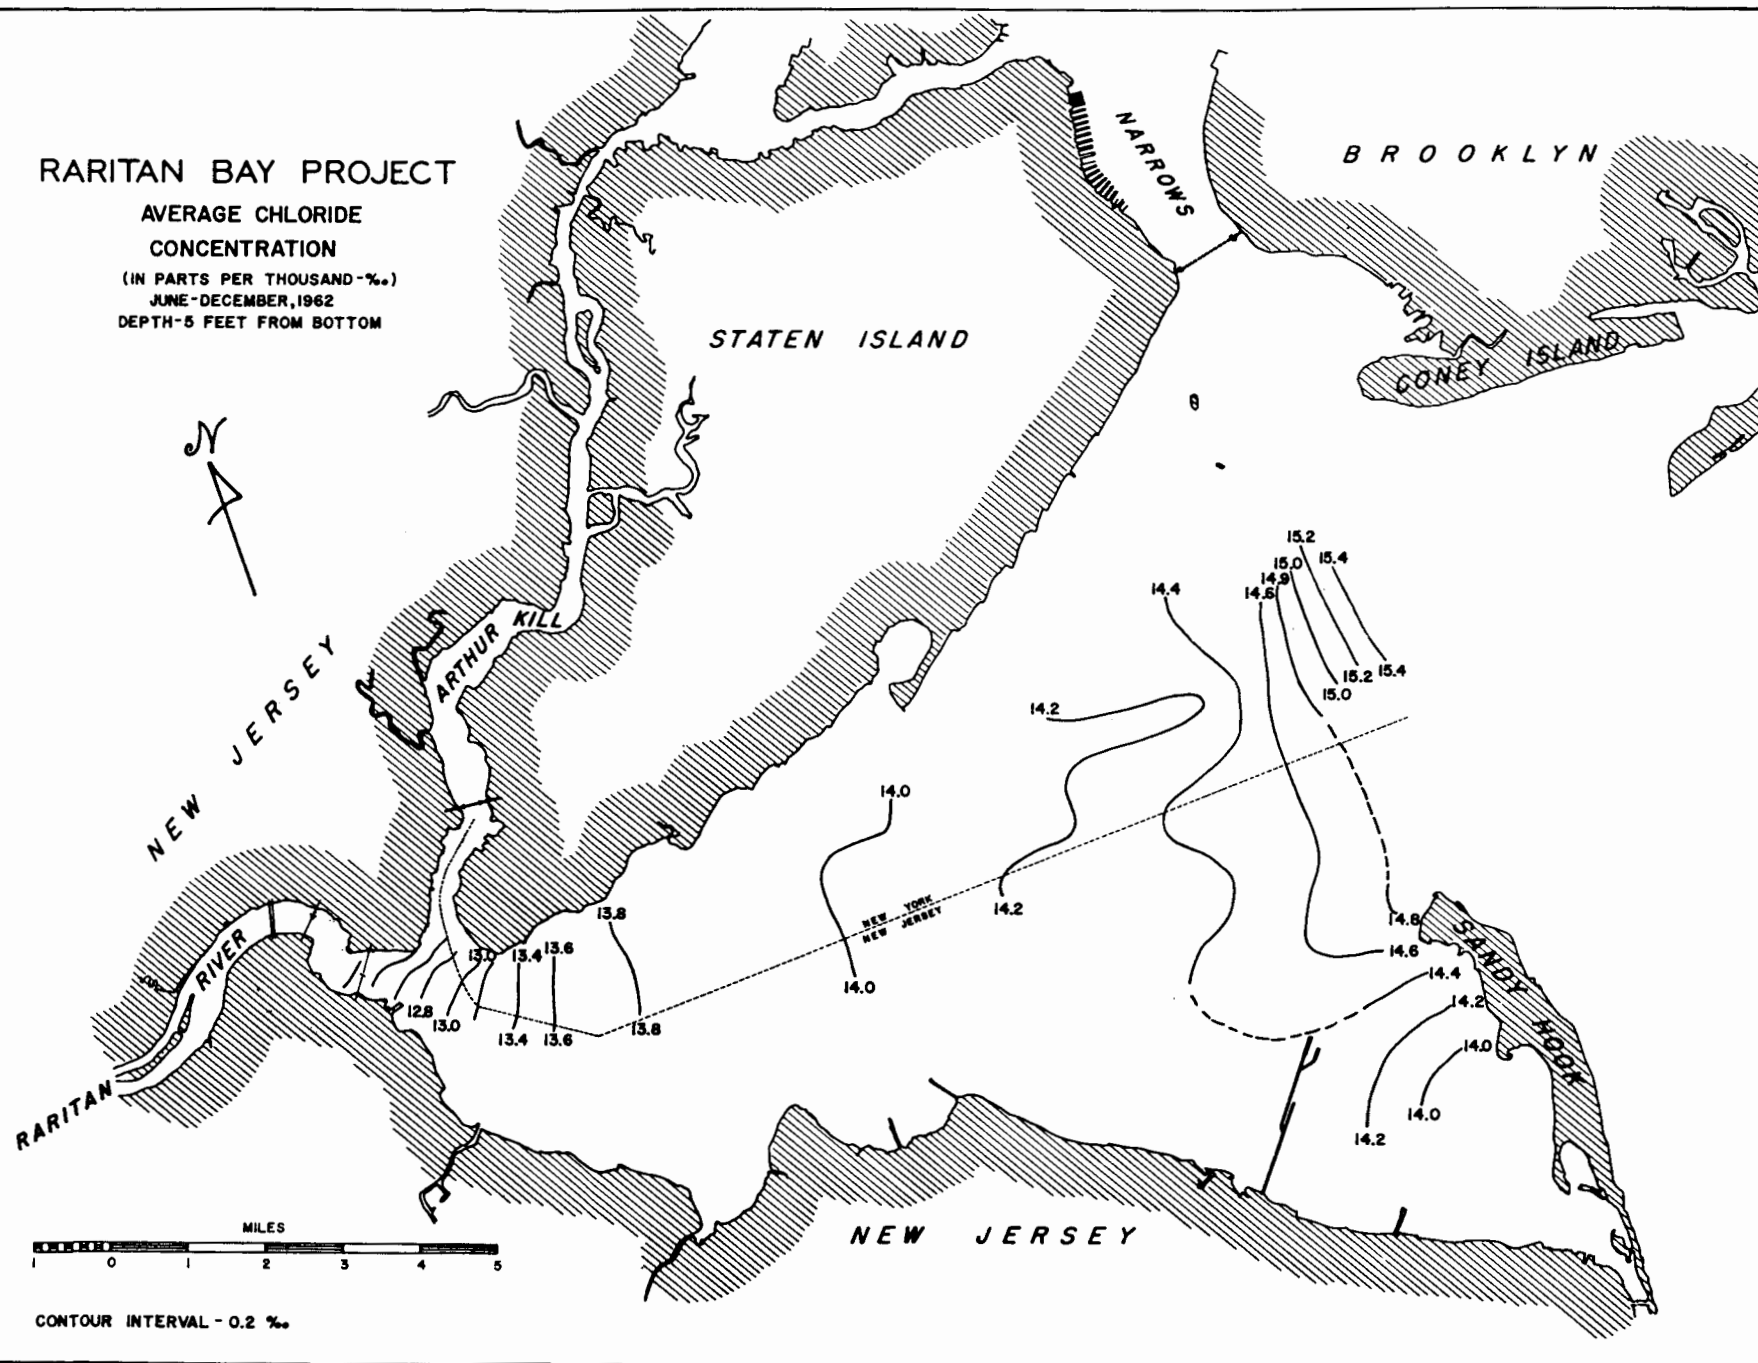 RARITAN BAY PROJECT
AVERAGE CHLORIDE
CONCENTRATION
(IN PARTS PER THOUSAND-‰)
JUNE-DECEMBER, 1962
DEPTH-5 FEET FROM BOTTOM
N
NARROWS
BROOKLYN
STATEN ISLAND
CONEY ISLAND
ARTHUR KILL
NEW JERSEY
15.2
15.4
15.0
14.9
14.6
14.4
15.4
15.2
15.0
14.2
14.0
NEW YORK
NEW JERSEY
14.2
14.0
13.8
13.6
13.4
13.0
12.8
13.0
13.4
13.6
13.8
14.8
14.6
14.4
14.2
14.0
14.0
14.2
SANDY HOOK
RARITAN RIVER
NEW JERSEY
MILES
1 0 1 2 3 4 5
CONTOUR INTERVAL - 0.2 ‰